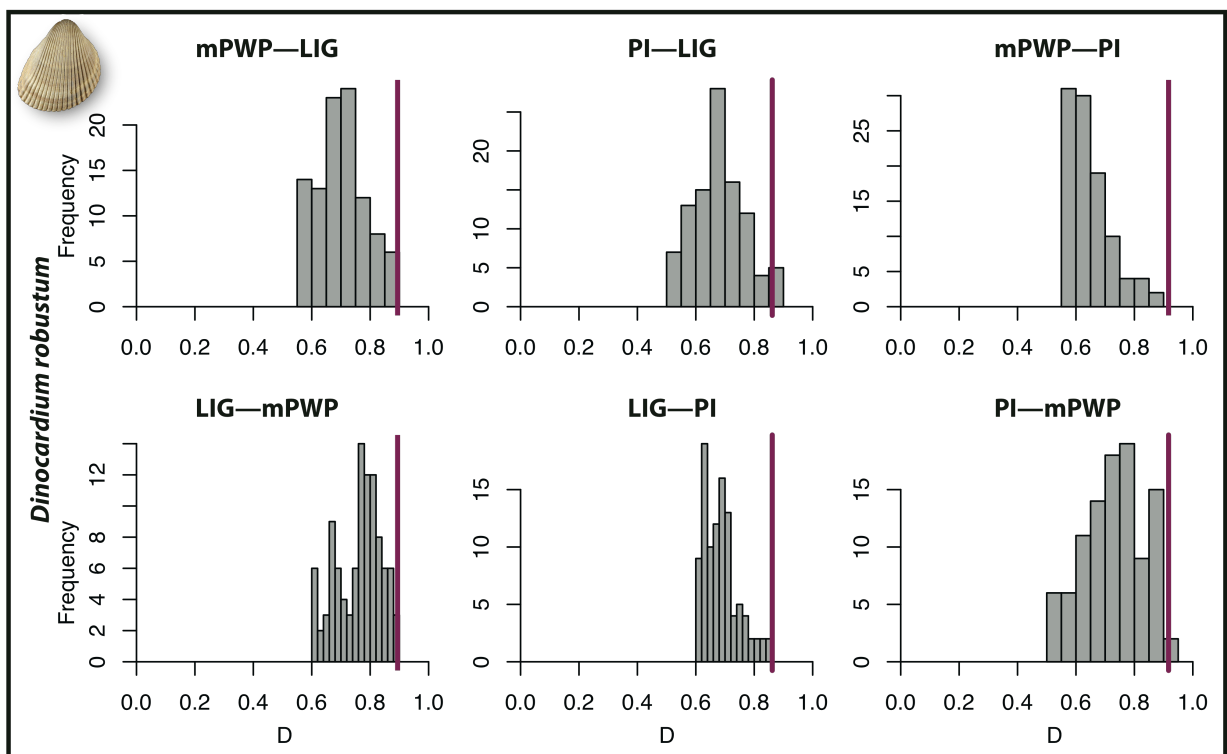 mPWP—LIG PI—LIG mPWP—PI
Dinocardium robustum
Frequency
0 5 10 15 20
0.0 0.2 0.4 0.6 0.8 1.0
0 5 10 20
0.0 0.2 0.4 0.6 0.8 1.0
0 5 15 25
0.0 0.2 0.4 0.6 0.8 1.0
LIG—mPWP LIG—PI PI—mPWP
Frequency
0 2 4 6 8 12
0.0 0.2 0.4 0.6 0.8 1.0
D
0 5 10 15
0.0 0.2 0.4 0.6 0.8 1.0
D
0 5 10 15
0.0 0.2 0.4 0.6 0.8 1.0
D